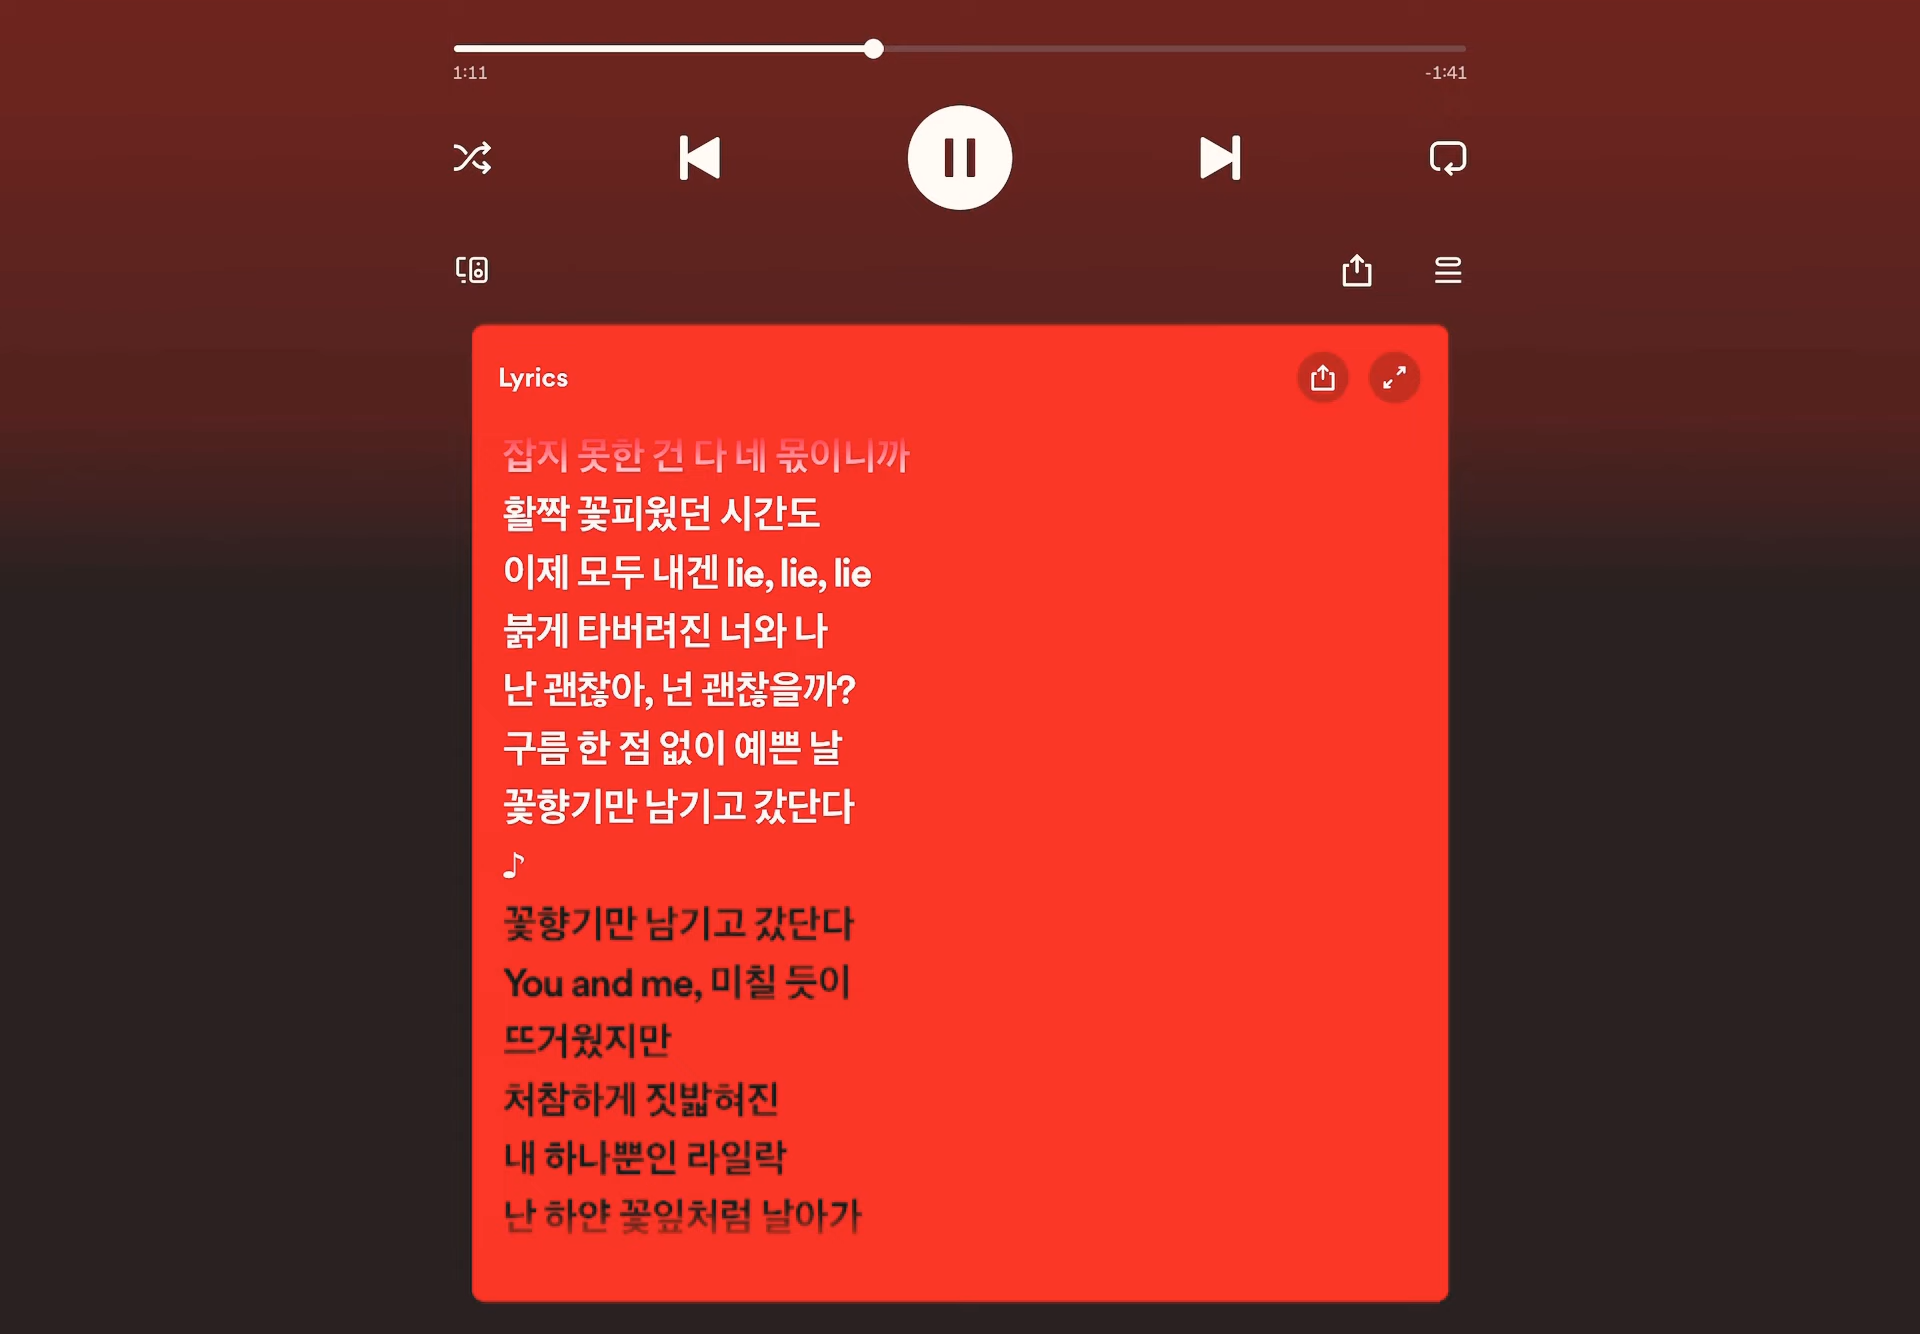 1:11
-1:41
Lyrics
잡지 못한 건 다 네 몫이니까
활짝 꽃피웠던 시간도
이제 모두 내겐 lie, lie, lie
붉게 타버려진 너와 나
난 괜찮아, 넌 괜찮을까?
구름 한 점 없이 예쁜 날
꽃향기만 남기고 갔단다
♪
꽃향기만 남기고 갔단다
You and me, 미칠 듯이
뜨거웠지만
처참하게 짓밟혀진
내 하나뿐인 라일락
난 하얀 꽃잎처럼 날아가